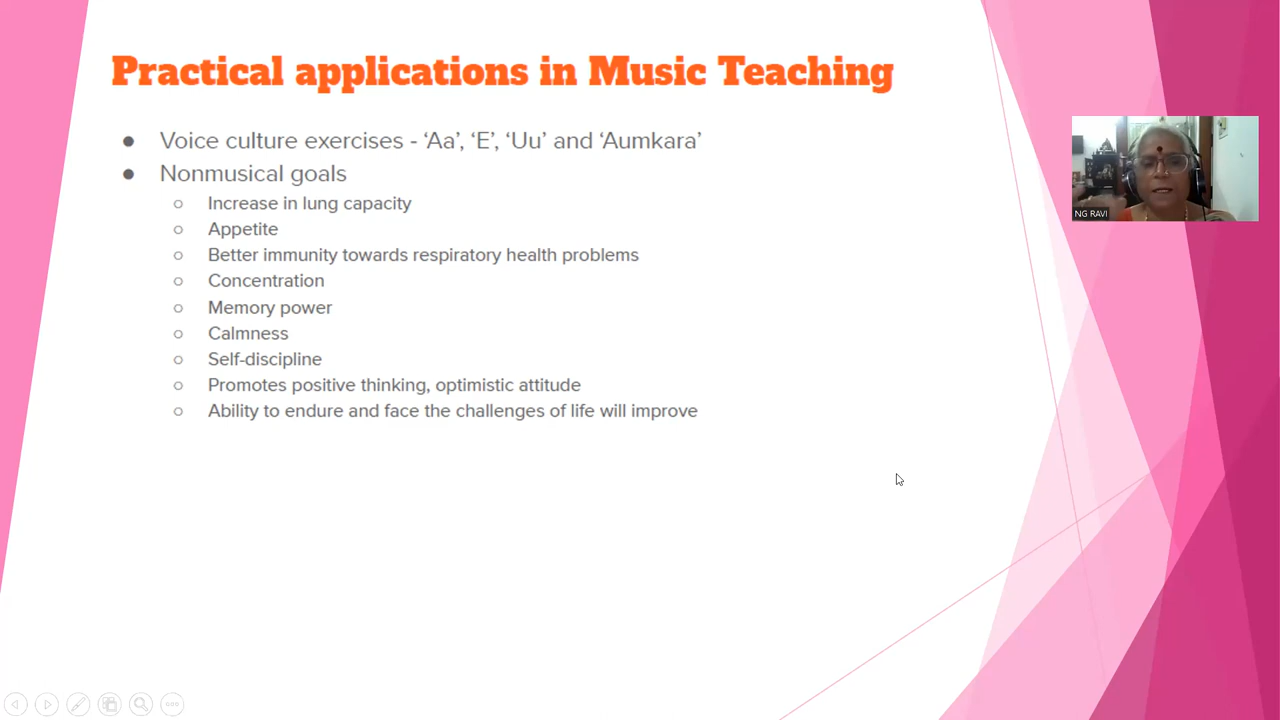 Practical applications in Music Teaching
● Voice culture exercises - ‘Aa’, ‘E’, ‘Uu’ and ‘Aumkara’
● Nonmusical goals
○ Increase in lung capacity
○ Appetite
○ Better immunity towards respiratory health problems
○ Concentration
○ Memory power
○ Calmness
○ Self-discipline
○ Promotes positive thinking, optimistic attitude
○ Ability to endure and face the challenges of life will improve
NG RAVI